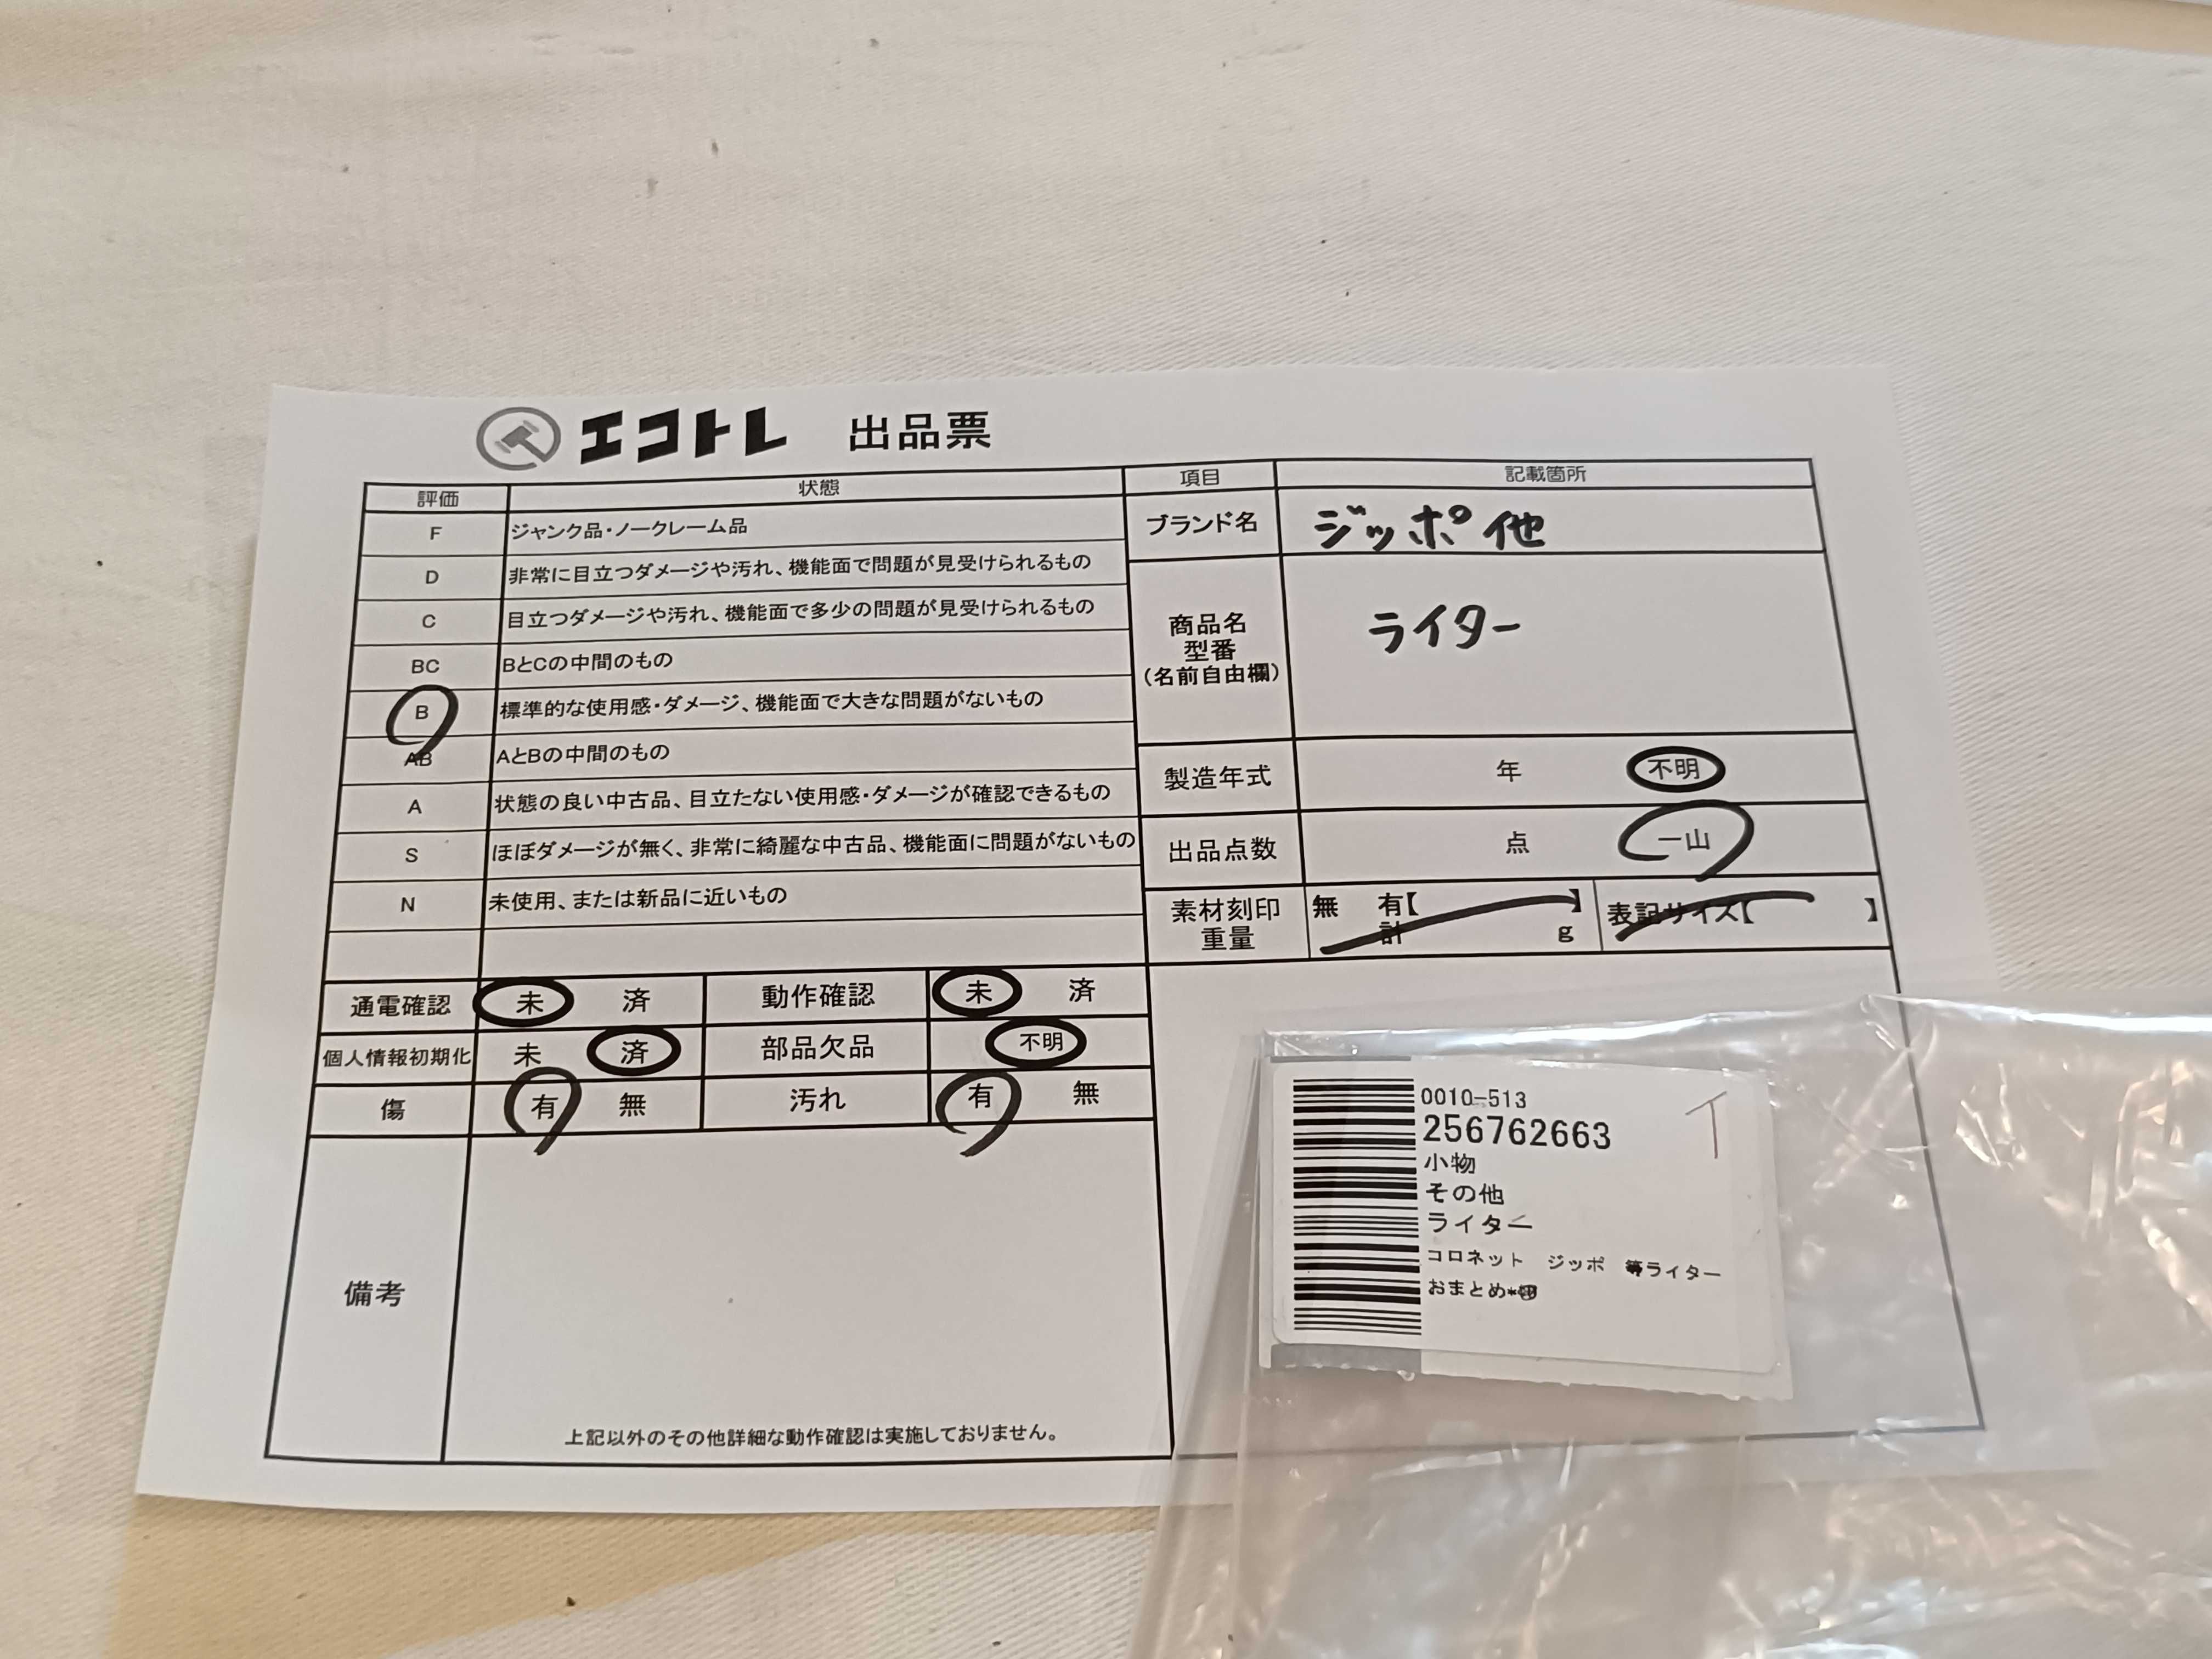 エコトレ 出品票
評価 状態
F ジャンク品・ノークレーム品
D 非常に目立つダメージや汚れ、機能面で問題が見受けられるもの
C 目立つダメージや汚れ、機能面で多少の問題が見受けられるもの
BC BとCの中間のもの
B 標準的な使用感・ダメージ、機能面で大きな問題がないもの
AB AとBの中間のもの
A 状態の良い中古品、目立たない使用感・ダメージが確認できるもの
S ほぼダメージが無く、非常に綺麗な中古品、機能面に問題がないもの
N 未使用、または新品に近いもの
項目 記載箇所
ブランド名 ジッポ他
商品名
型番
(名前自由欄)
ライター
製造年式 年 不明
出品点数 点 一山
素材刻印 無 有【 】 表記サイズ【 】
重量 計 g
通電確認 未 済 動作確認 未 済
個人情報初期化 未 済 部品欠品 不明
傷 有 無 汚れ 有 無
備考
上記以外のその他詳細な動作確認は実施しておりません。
0010-513
256762663
小物
その他
ライター
コロネット ジッポ 等ライター
おまとめ*